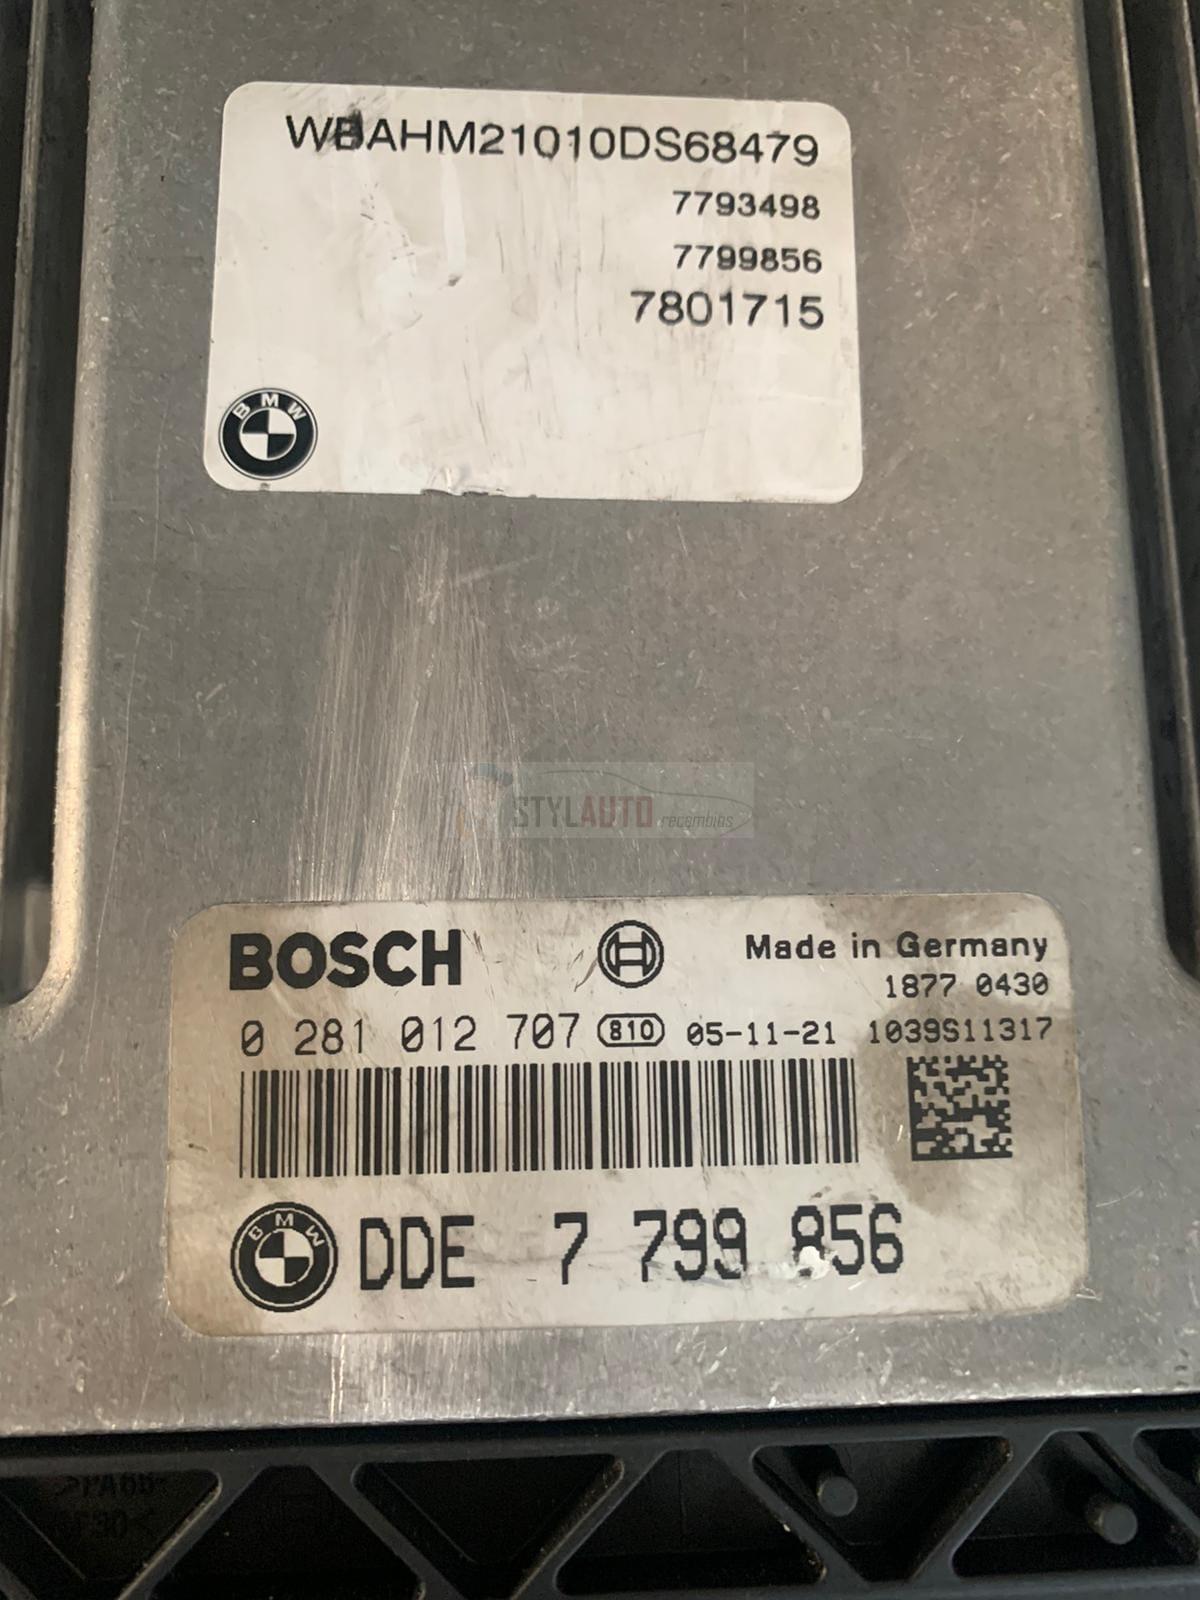 WBAHM21010DS68479
7793498
7799856
7801715
BMW
STYLAUTO recambios
BOSCH
Made in Germany
1877 0430
0 281 012 707 810 05-11-21 1039S11317
BMW DDE 7 799 856